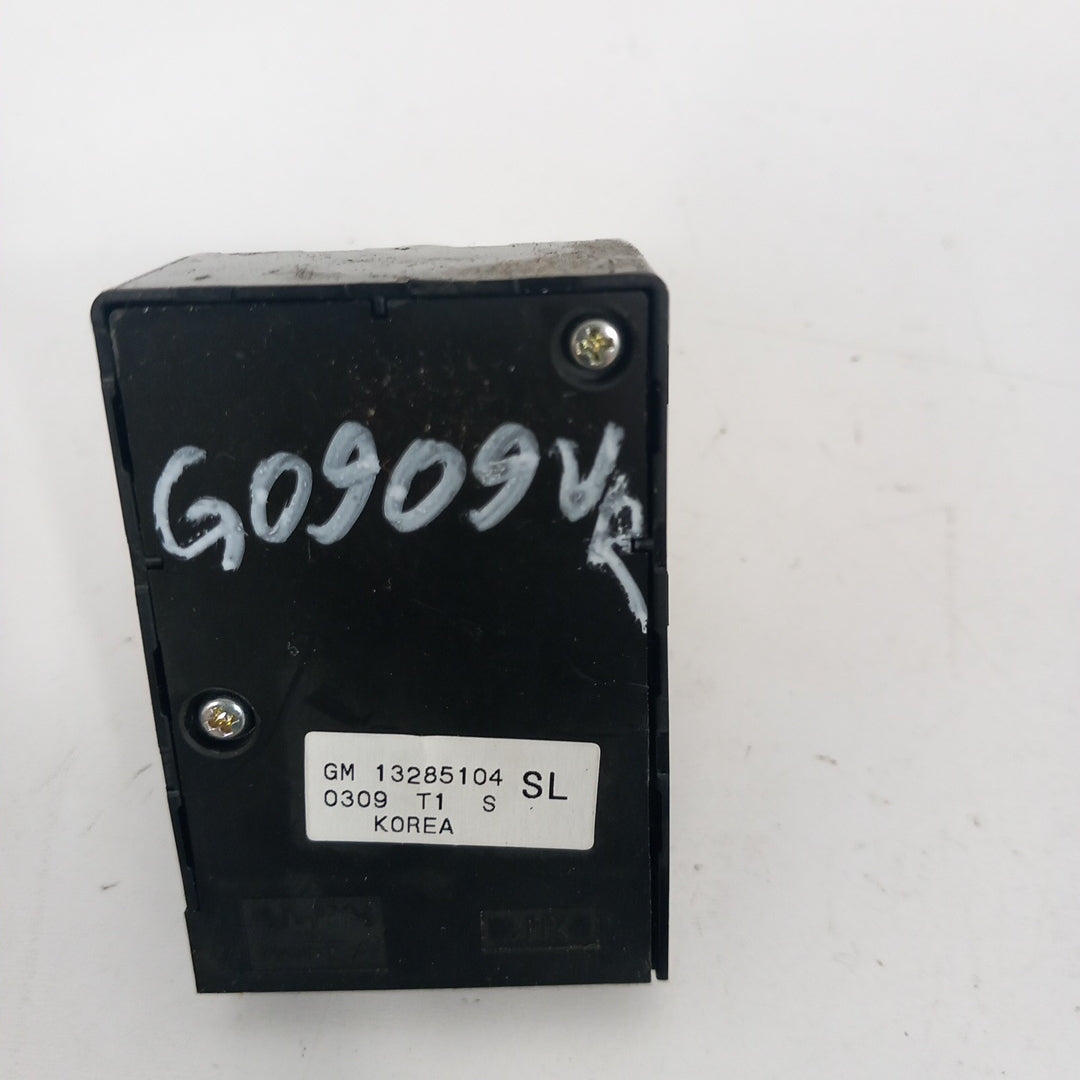 G0909V
R
GM 13285104 SL
0309 T1 S
KOREA